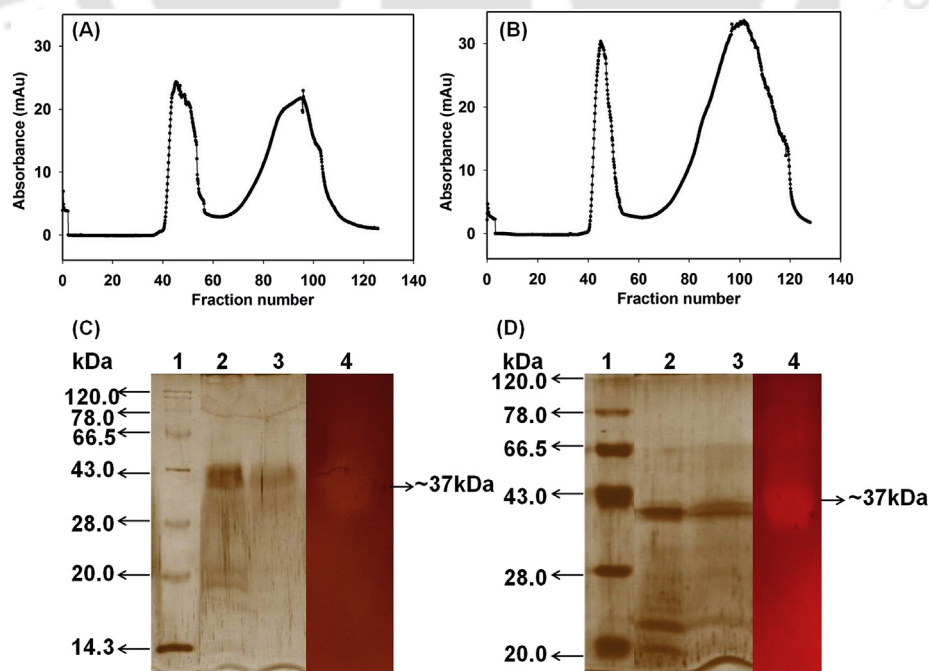 (A)
Absorbance (mAu)
30
20
10
0
0 20 40 60 80 100 120 140
Fraction number
(B)
Absorbance (mAu)
30
20
10
0
0 20 40 60 80 100 120 140
Fraction number
(C)
kDa 1 2 3 4
120.0
78.0
66.5
43.0
28.0
20.0
14.3
~37kDa
(D)
kDa 1 2 3 4
120.0
78.0
66.5
43.0
28.0
20.0
~37kDa